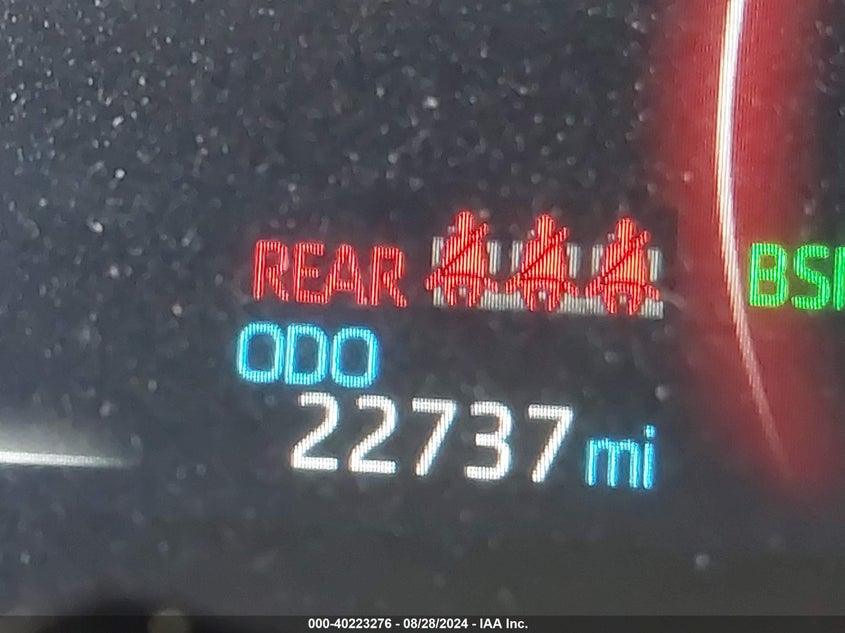 REAR
BS
ODO
22737 mi
000-40223276 - 08/28/2024 - IAA Inc.